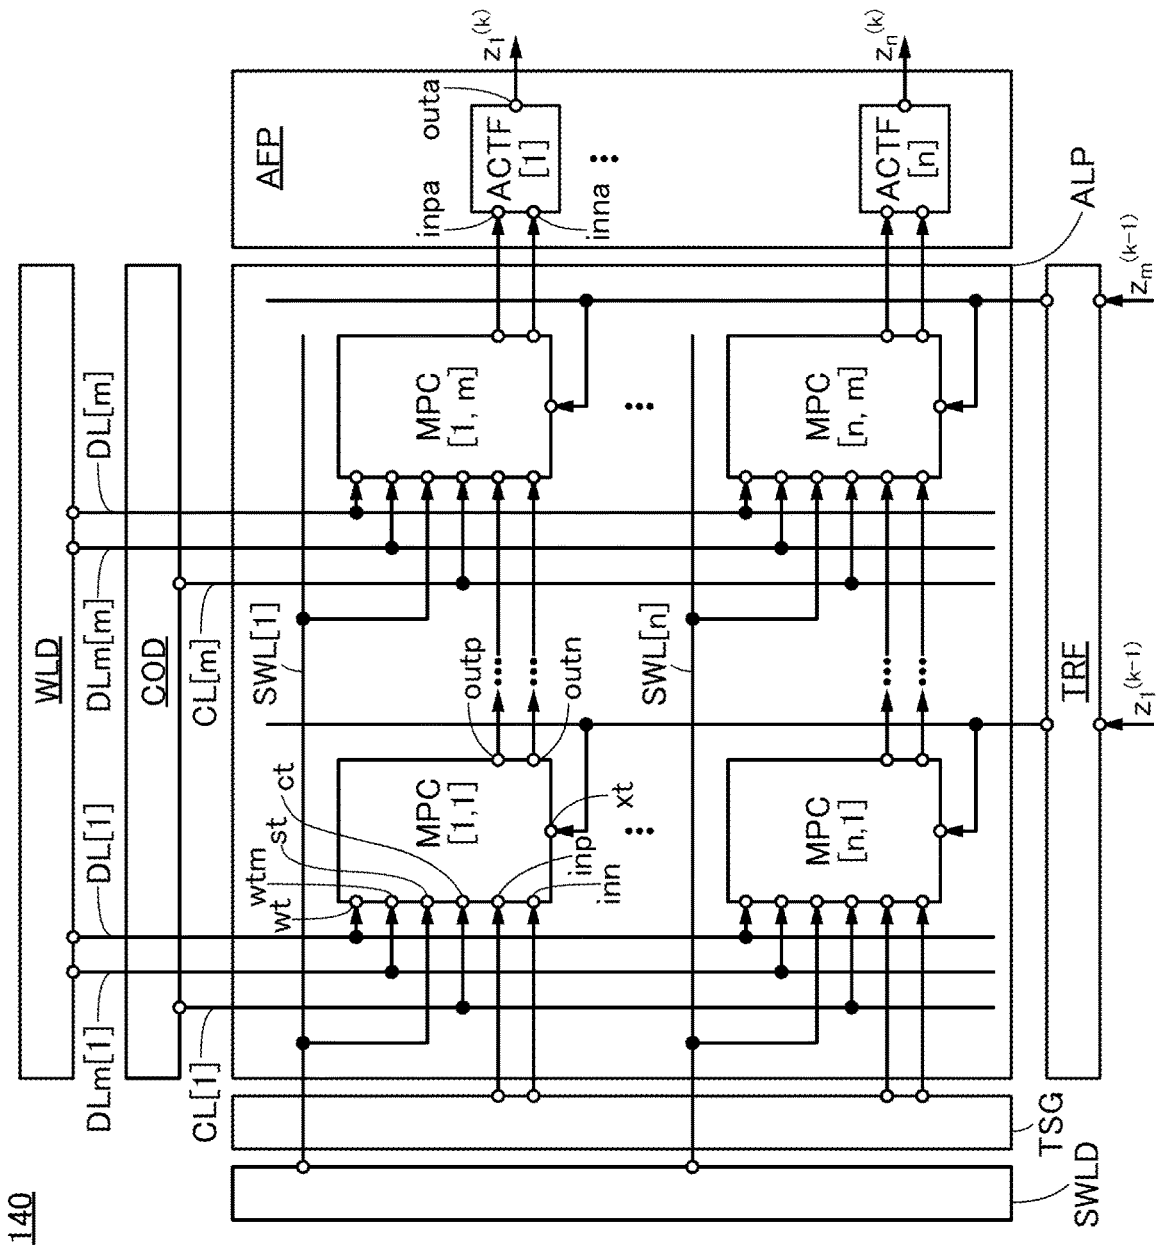 140
WLD
DLm[1]
DL[1]
DLm[m]
DL[m]
COD
CL[1]
CL[m]
AFP
SWL[1]
wt
wtm
st
ct
MPC
[1,1]
outp
outn
inp
inn
xt
MPC
[1, m]
inpa
inna
outa
ACTF
[1]
z1(k)
SWL[n]
MPC
[n,1]
MPC
[n, m]
ACTF
[n]
zn(k)
ALP
SWLD
TSG
TRF
z1(k-1)
zm(k-1)